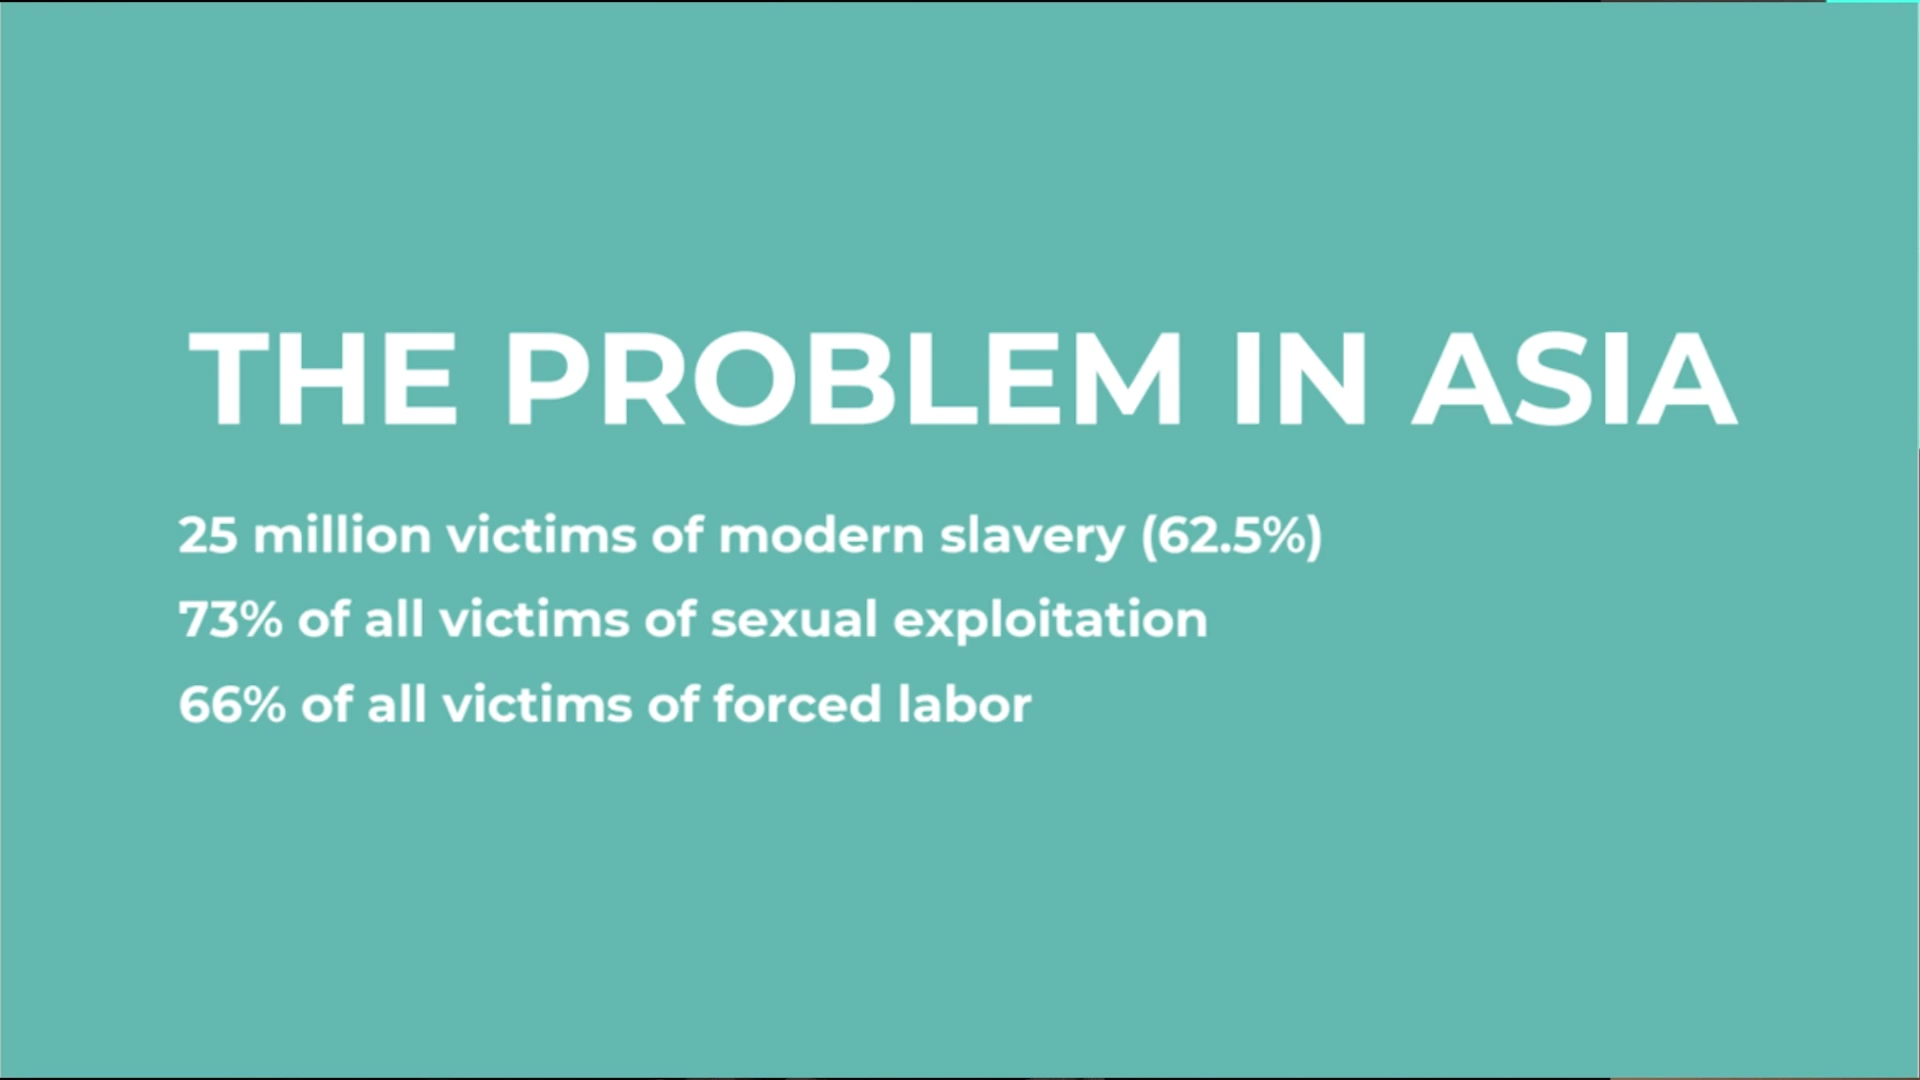 THE PROBLEM IN ASIA
25 million victims of modern slavery (62.5%)
73% of all victims of sexual exploitation
66% of all victims of forced labor